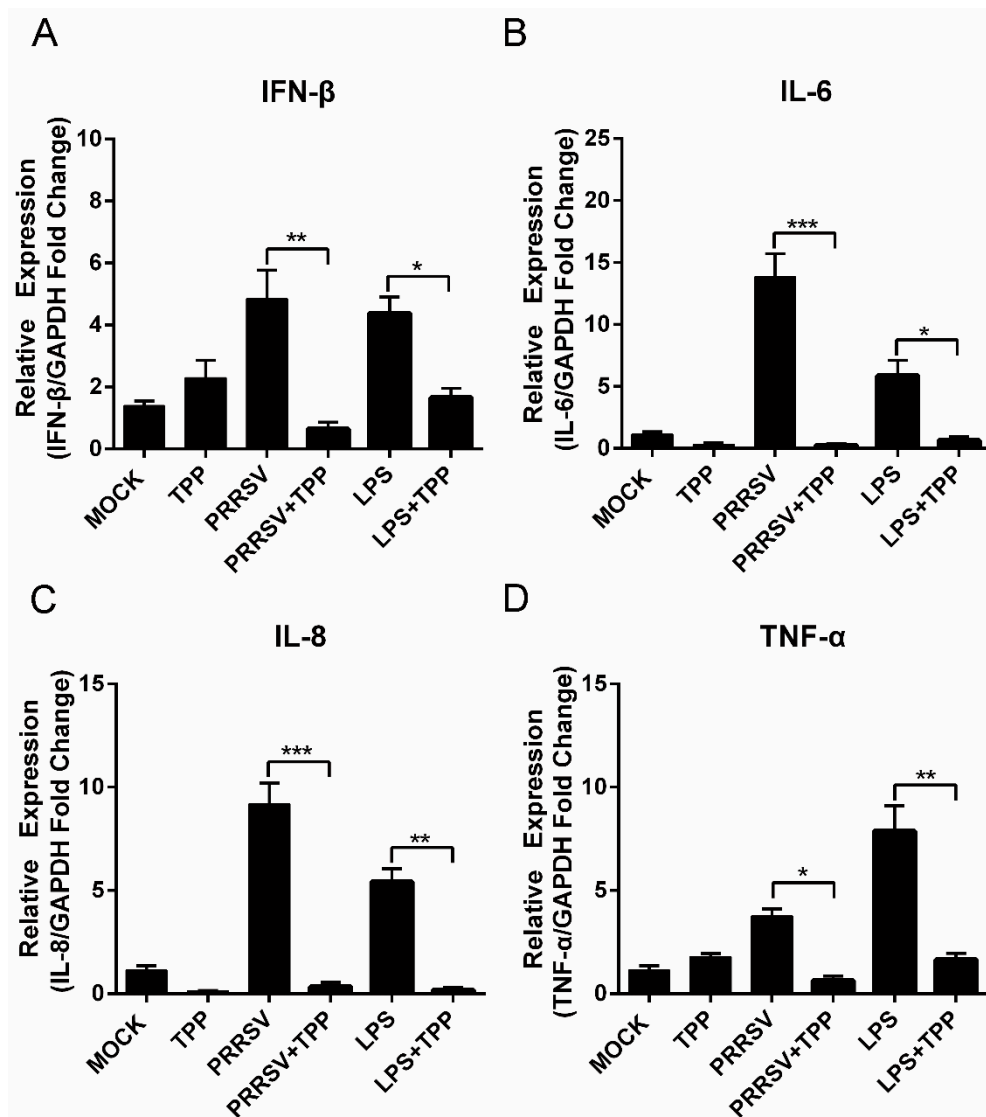 A
IFN-β
Relative Expression
(IFN-β/GAPDH Fold Change)
10
8
6
4
2
0
**
*
MOCK
TPP
PRRSV
PRRSV+TPP
LPS
LPS+TPP
B
IL-6
Relative Expression
(IL-6/GAPDH Fold Change)
25
20
15
10
5
0
***
*
MOCK
TPP
PRRSV
PRRSV+TPP
LPS
LPS+TPP
C
IL-8
Relative Expression
(IL-8/GAPDH Fold Change)
15
10
5
0
***
**
MOCK
TPP
PRRSV
PRRSV+TPP
LPS
LPS+TPP
D
TNF-α
Relative Expression
(TNF-α/GAPDH Fold Change)
15
10
5
0
*
**
MOCK
TPP
PRRSV
PRRSV+TPP
LPS
LPS+TPP